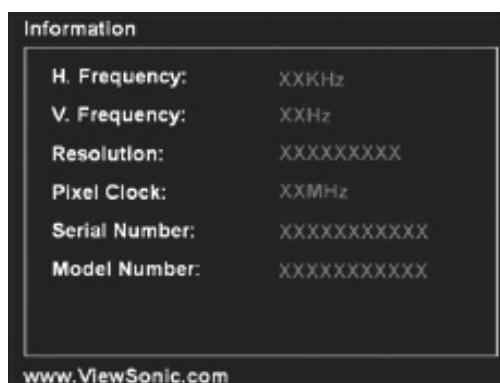 Information
H. Frequency: XXKHz
V. Frequency: XXHz
Resolution: XXXXXXXXX
Pixel Clock: XXMHz
Serial Number: XXXXXXXXXXX
Model Number: XXXXXXXXXXX
www.ViewSonic.com